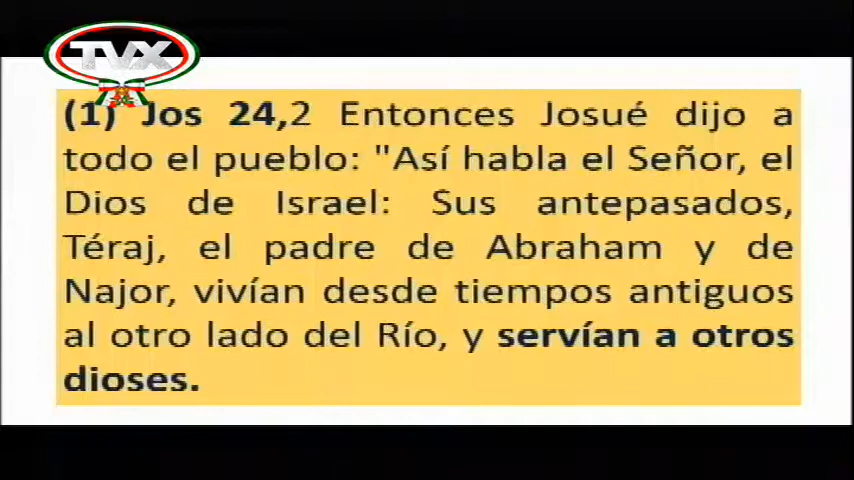 TVX
(1) Jos 24,2 Entonces Josué dijo a
todo el pueblo: "Así habla el Señor, el
Dios de Israel: Sus antepasados,
Téraj, el padre de Abraham y de
Najor, vivían desde tiempos antiguos
al otro lado del Río, y servían a otros
dioses.